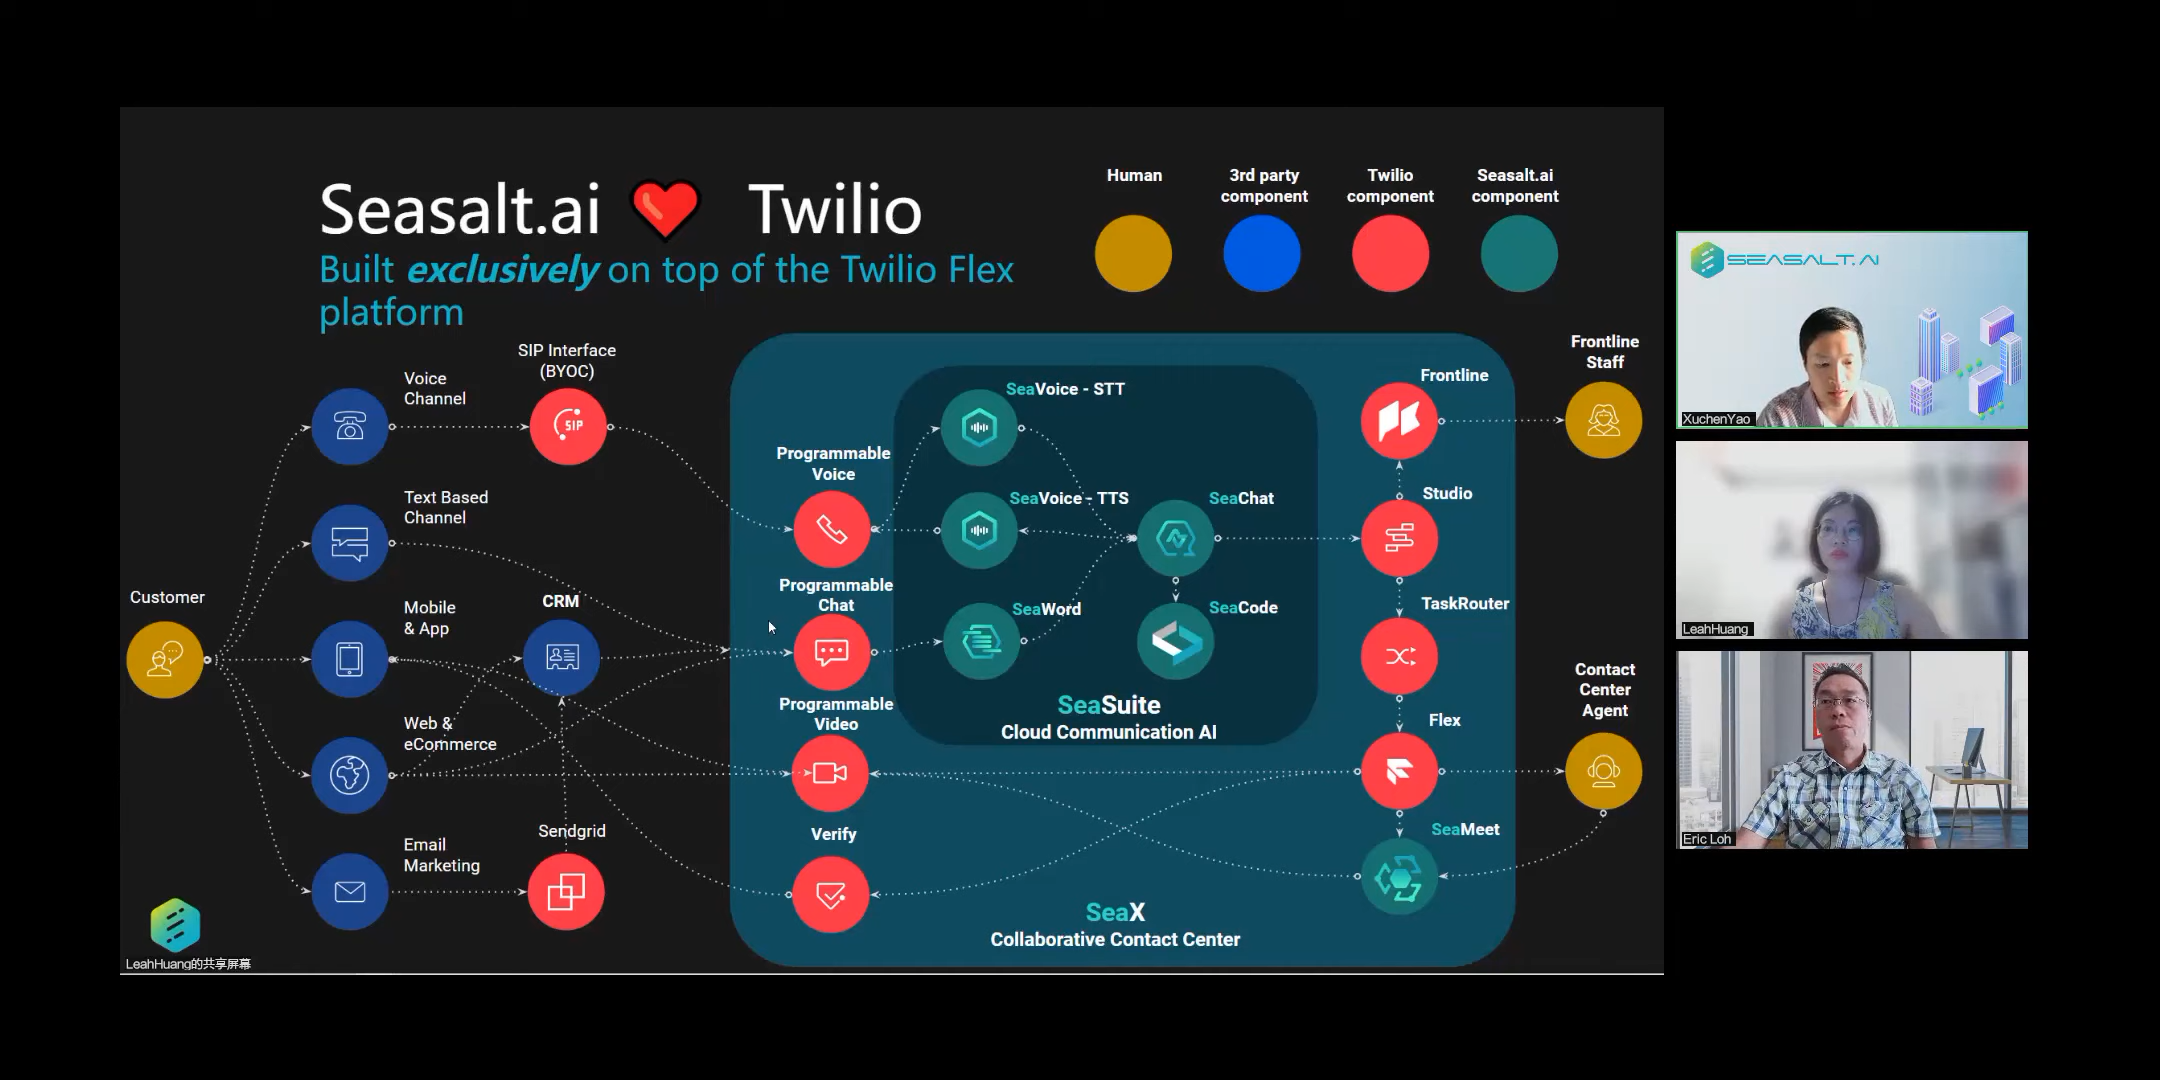 Seasalt.ai ❤ Twilio
Built exclusively on top of the Twilio Flex
platform
Human
3rd party
component
Twilio
component
Seasalt.ai
component
Customer
Voice
Channel
SIP Interface
(BYOC)
SIP
Text Based
Channel
Mobile
& App
CRM
Web &
eCommerce
Email
Marketing
Sendgrid
Programmable
Voice
Programmable
Chat
Programmable
Video
Verify
SeaVoice - STT
SeaVoice - TTS
SeaWord
SeaChat
SeaCode
SeaSuite
Cloud Communication AI
Frontline
Studio
TaskRouter
Flex
SeaMeet
SeaX
Collaborative Contact Center
Frontline
Staff
Contact
Center
Agent
LeahHuang的共享屏幕
SEASALT.AI
XuchenYao
LeahHuang
Eric Loh